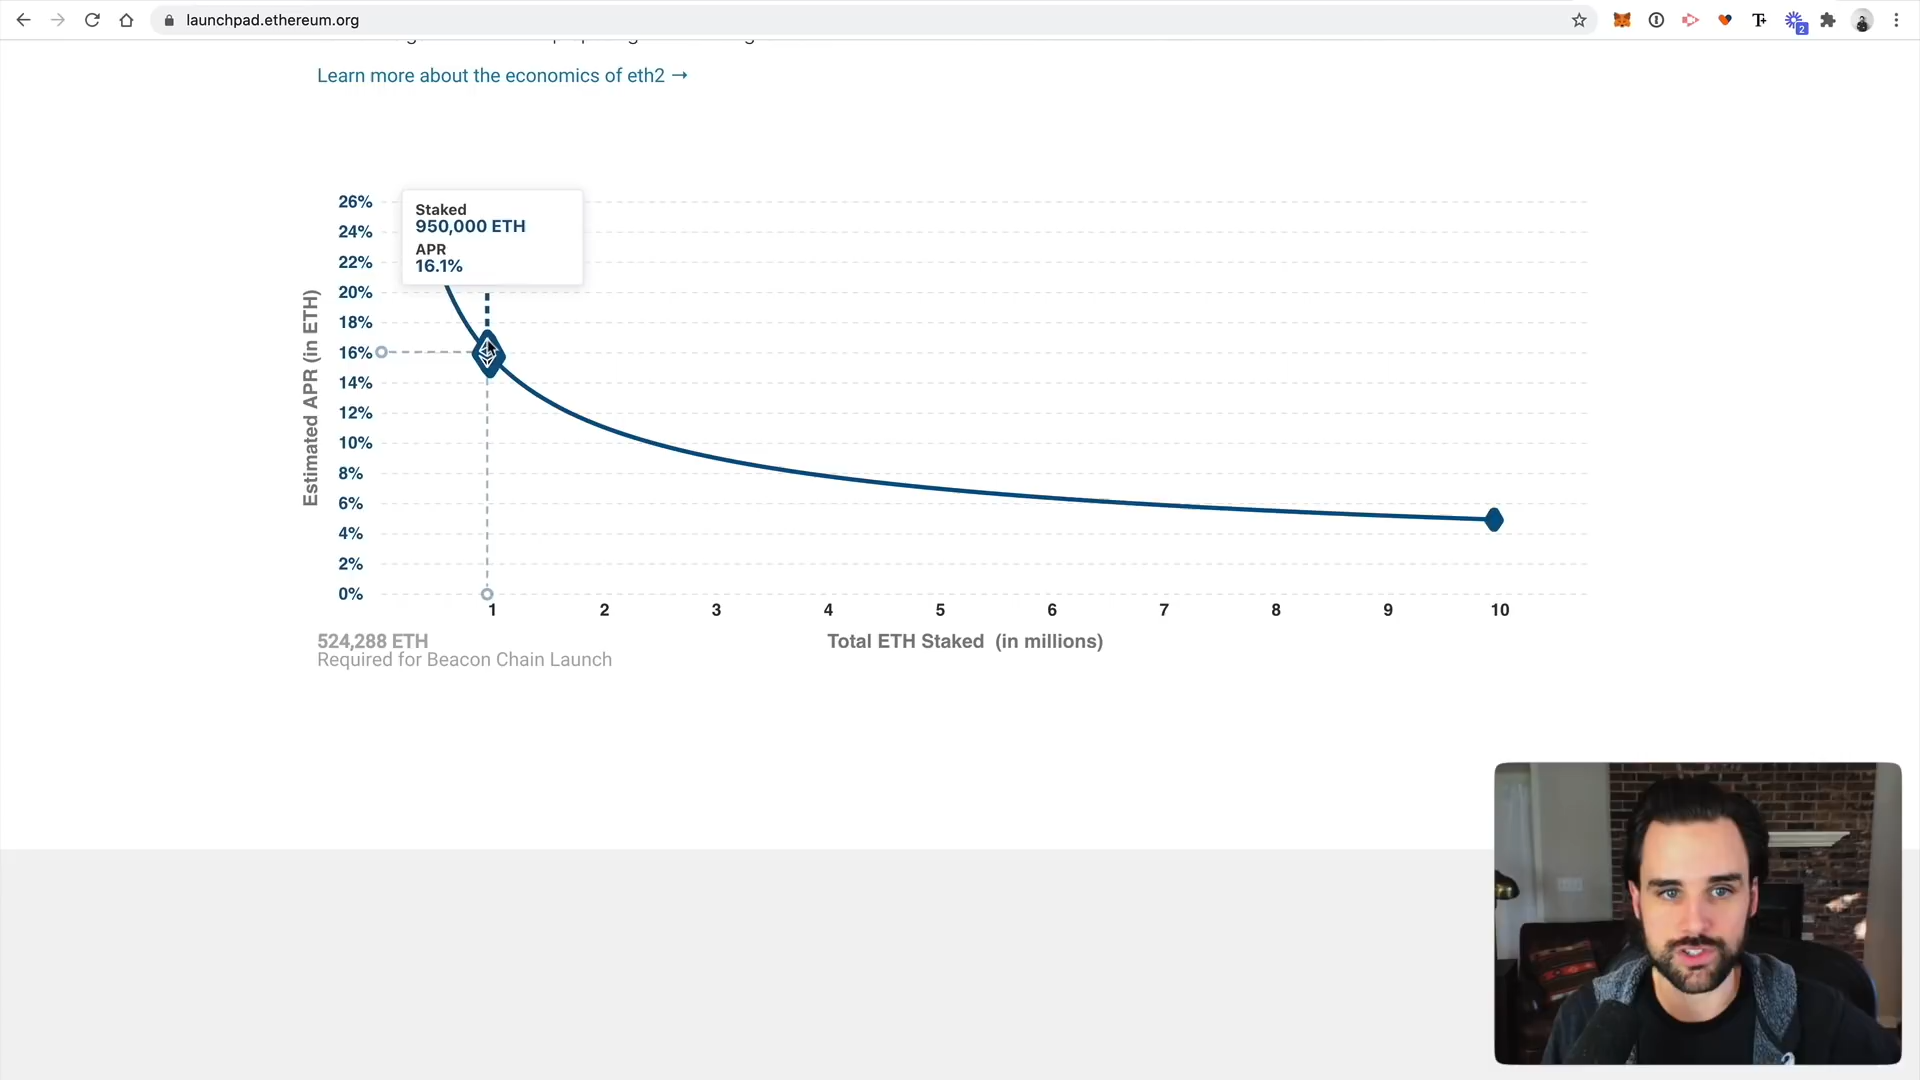 launchpad.ethereum.org
2
Learn more about the economics of eth2 →
Staked
950,000 ETH
APR
16.1%
Estimated APR (in ETH)
26%
24%
22%
20%
18%
16%
14%
12%
10%
8%
6%
4%
2%
0%
1 2 3 4 5 6 7 8 9 10
524,288 ETH
Required for Beacon Chain Launch
Total ETH Staked (in millions)